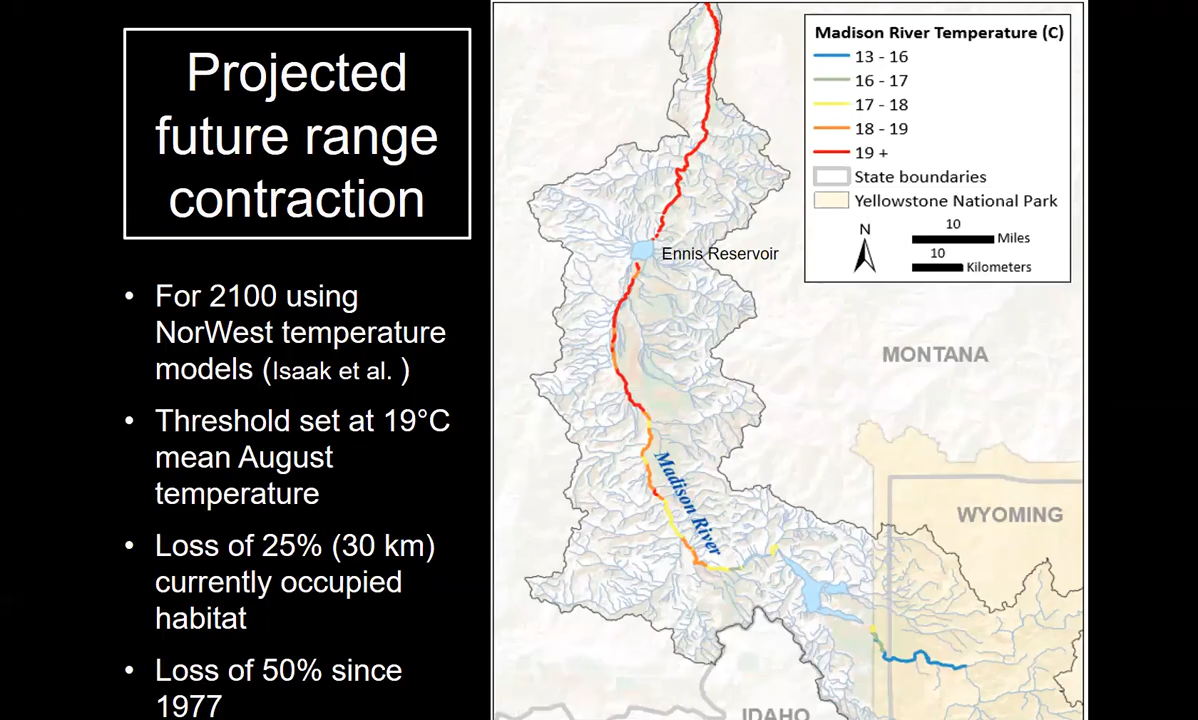 Projected
future range
contraction
• For 2100 using
NorWest temperature
models (Isaak et al. )
• Threshold set at 19°C
mean August
temperature
• Loss of 25% (30 km)
currently occupied
habitat
• Loss of 50% since
1977
Madison River Temperature (C)
13 - 16
16 - 17
17 - 18
18 - 19
19 +
State boundaries
Yellowstone National Park
N
10
Miles
10
Kilometers
Ennis Reservoir
MONTANA
Madison River
WYOMING
IDAHO